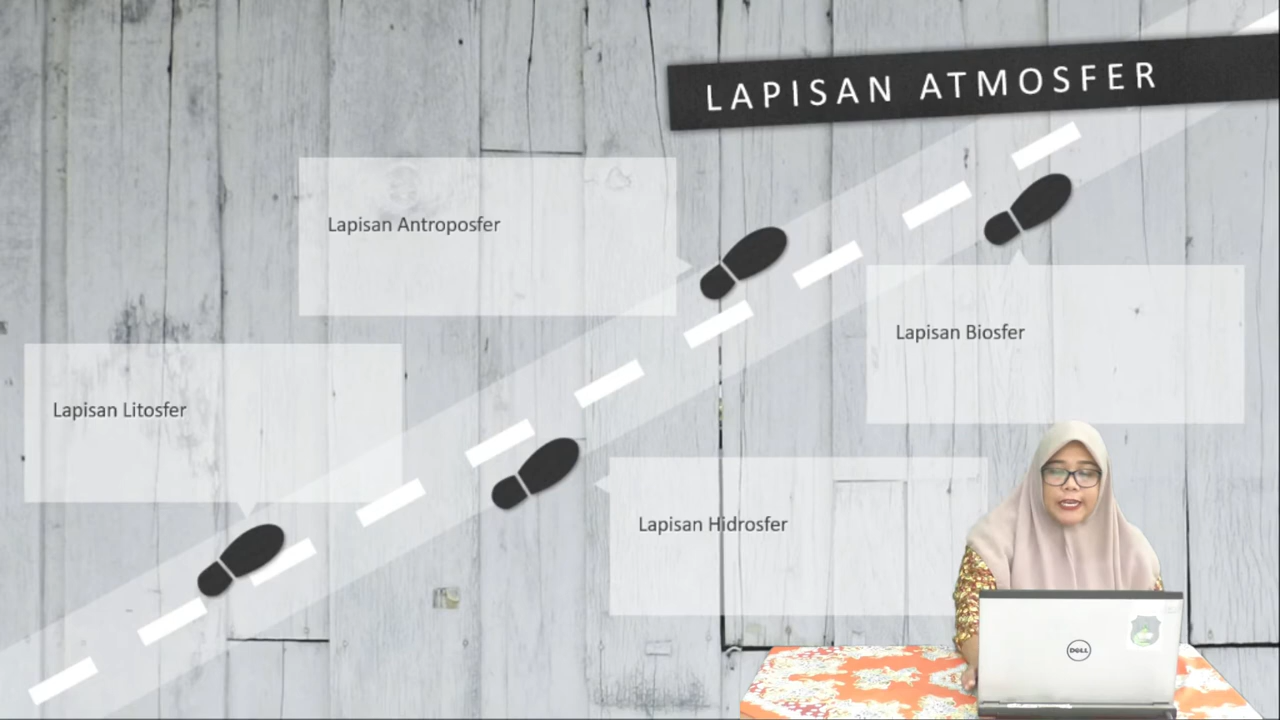 LAPISAN ATMOSFER
Lapisan Antroposfer
Lapisan Biosfer
Lapisan Litosfer
Lapisan Hidrosfer
DELL